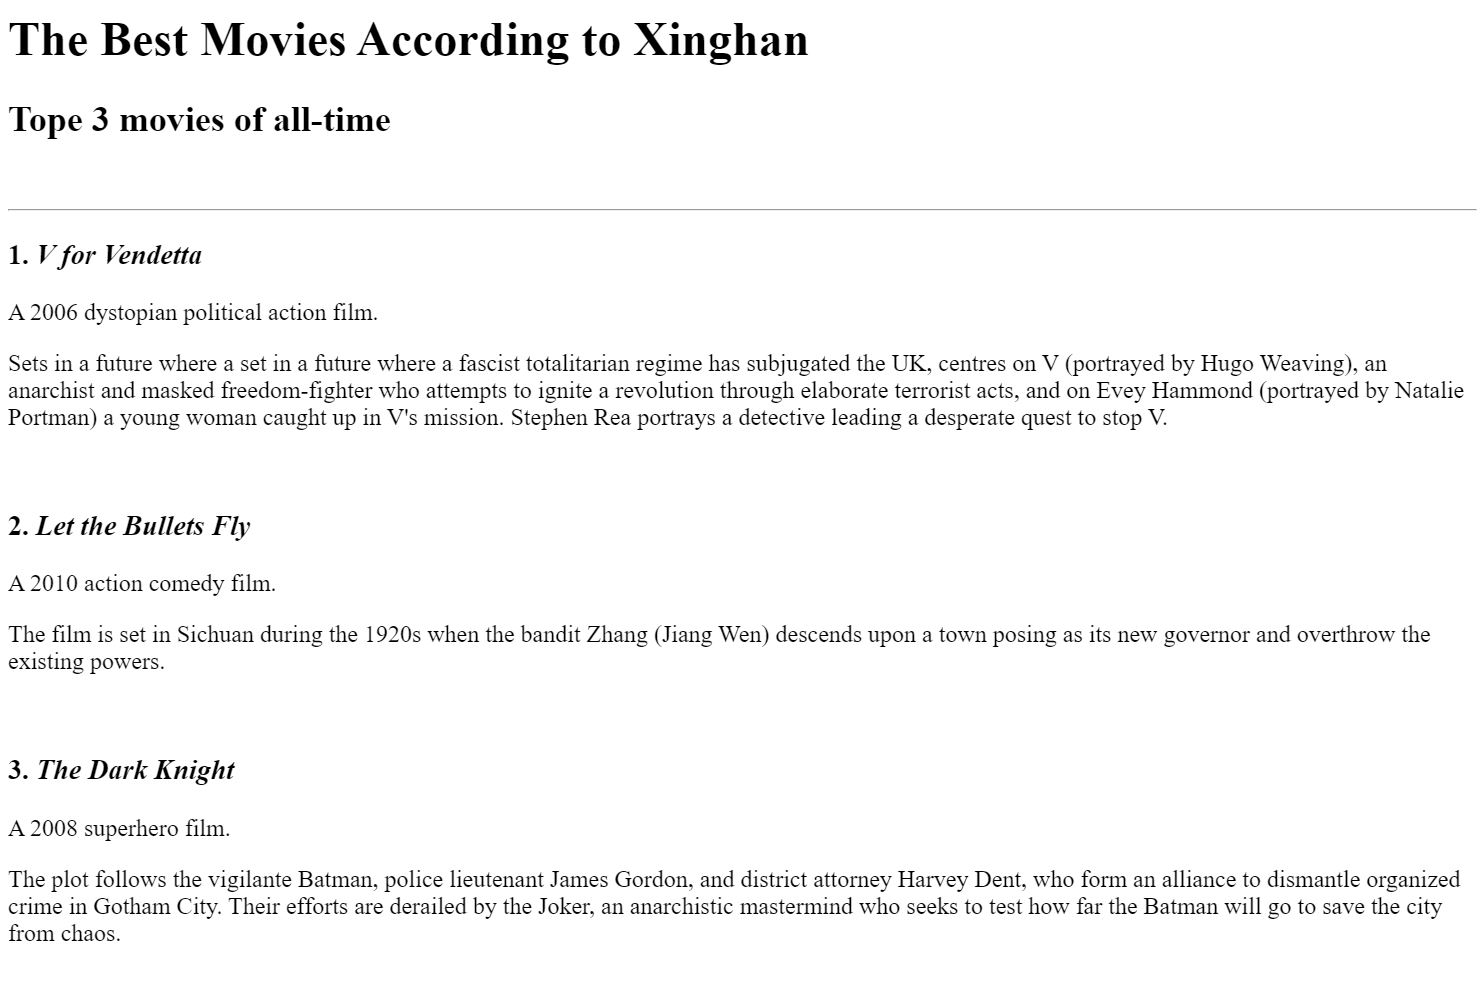 The Best Movies According to Xinghan
Tope 3 movies of all-time
1. V for Vendetta
A 2006 dystopian political action film.
Sets in a future where a set in a future where a fascist totalitarian regime has subjugated the UK, centres on V (portrayed by Hugo Weaving), an
anarchist and masked freedom-fighter who attempts to ignite a revolution through elaborate terrorist acts, and on Evey Hammond (portrayed by Natalie
Portman) a young woman caught up in V's mission. Stephen Rea portrays a detective leading a desperate quest to stop V.
2. Let the Bullets Fly
A 2010 action comedy film.
The film is set in Sichuan during the 1920s when the bandit Zhang (Jiang Wen) descends upon a town posing as its new governor and overthrow the
existing powers.
3. The Dark Knight
A 2008 superhero film.
The plot follows the vigilante Batman, police lieutenant James Gordon, and district attorney Harvey Dent, who form an alliance to dismantle organized
crime in Gotham City. Their efforts are derailed by the Joker, an anarchistic mastermind who seeks to test how far the Batman will go to save the city
from chaos.